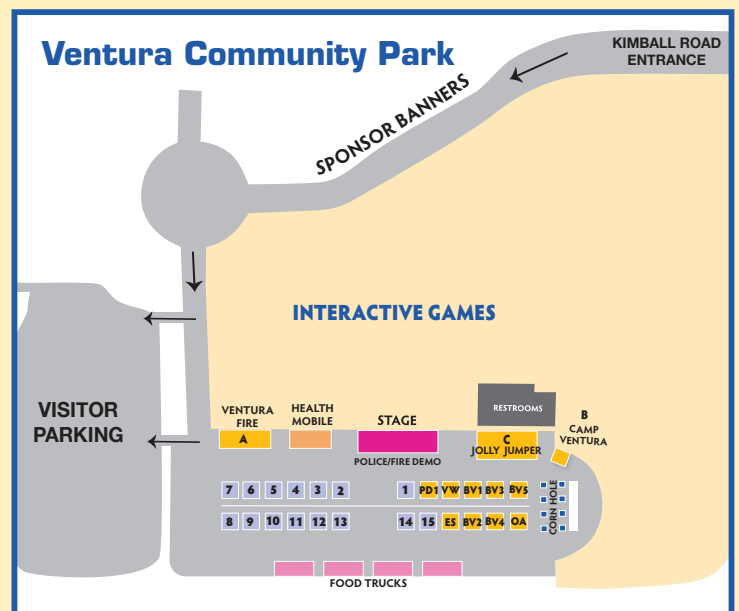 Ventura Community Park
KIMBALL ROAD
ENTRANCE
SPONSOR BANNERS
INTERACTIVE GAMES
VISITOR
PARKING
VENTURA
FIRE
A
HEALTH
MOBILE
STAGE
POLICE/FIRE DEMO
RESTROOMS
C
JOLLY JUMPER
B
CAMP
VENTURA
7 6 5 4 3 2 1 PD1 VW BV1 BV3 BV5
8 9 10 11 12 13 14 15 ES BV2 BV4 OA
CORN HOLE
FOOD TRUCKS